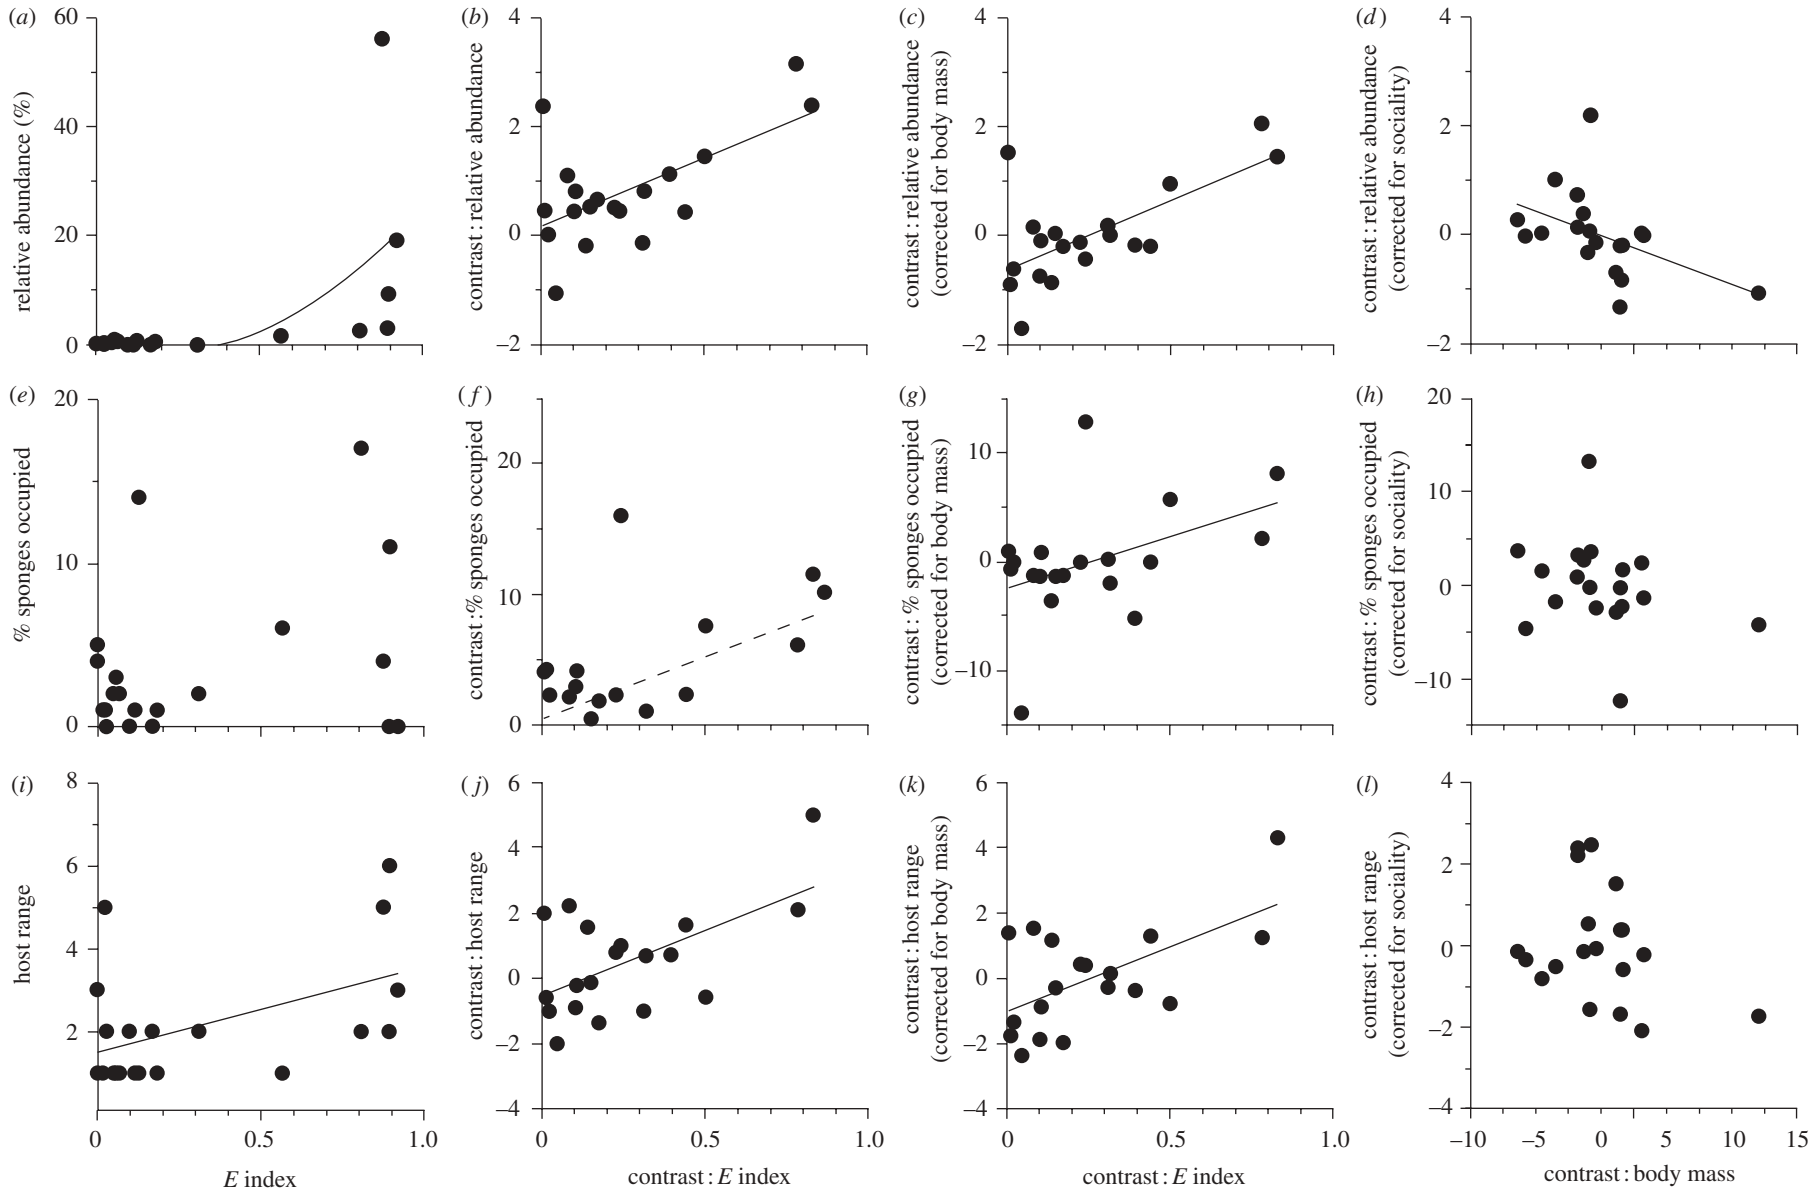 (a)
60
40
20
0
relative abundance (%)
(b)
4
2
0
–2
contrast : relative abundance
(c)
4
2
0
–2
contrast : relative abundance
(corrected for body mass)
(d)
4
2
0
–2
contrast : relative abundance
(corrected for sociality)
(e)
20
10
0
% sponges occupied
(f)
20
10
0
contrast : % sponges occupied
(g)
10
0
–10
contrast : % sponges occupied
(corrected for body mass)
(h)
20
10
0
–10
contrast : % sponges occupied
(corrected for sociality)
(i)
8
6
4
2
host range
0 0.5 1.0
E index
(j)
6
4
2
0
–2
–4
contrast : host range
0 0.5 1.0
contrast : E index
(k)
6
4
2
0
–2
–4
contrast : host range
(corrected for body mass)
0 0.5 1.0
contrast : E index
(l)
4
2
0
–2
–4
contrast : host range
(corrected for sociality)
–10 –5 0 5 10 15
contrast : body mass